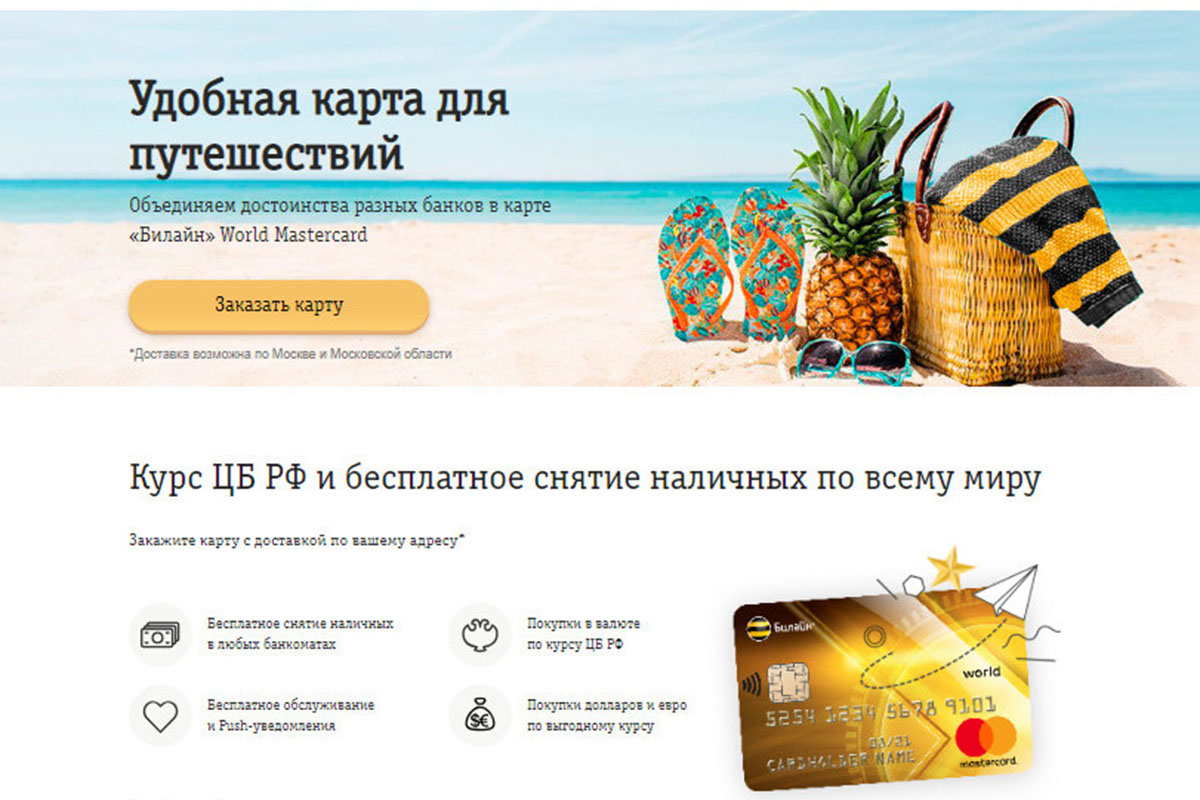 Удобная карта для
путешествий
Объединяем достоинства разных банков в карте
«Билайн» World Mastercard
Заказать карту
*Доставка возможна по Москве и Московской области
Курс ЦБ РФ и бесплатное снятие наличных по всему миру
Закажите карту с доставкой по вашему адресу*
Бесплатное снятие наличных
в любых банкоматах
Покупки в валюте
по курсу ЦБ РФ
Бесплатное обслуживание
и Push-уведомления
Покупки долларов и евро
по выгодному курсу
$€
Билайн
world
5254 1234 5678 9101
03/21
CARDHOLDER NAME
mastercard.